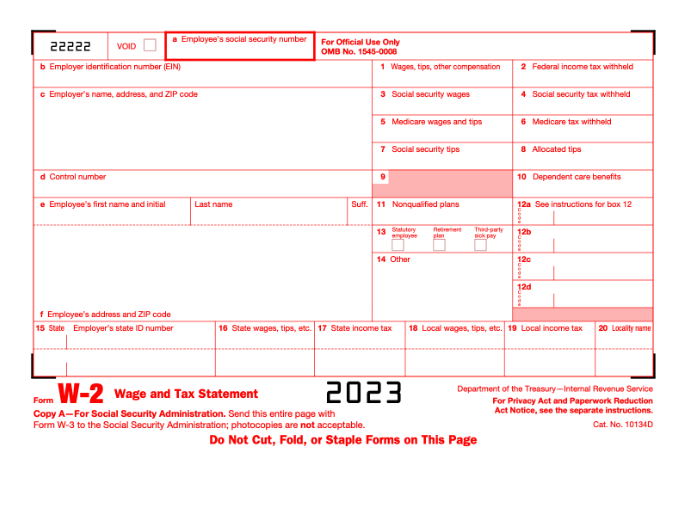 22222
VOID
a Employee's social security number
For Official Use Only
OMB No. 1545-0008
b Employer identification number (EIN)
1 Wages, tips, other compensation
2 Federal income tax withheld
c Employer's name, address, and ZIP code
3 Social security wages
4 Social security tax withheld
5 Medicare wages and tips
6 Medicare tax withheld
7 Social security tips
8 Allocated tips
d Control number
9
10 Dependent care benefits
e Employee's first name and initial
Last name
Suff.
11 Nonqualified plans
12a See instructions for box 12
Code
13
Statutory
employee
Retirement
plan
Third-party
sick pay
12b
Code
14 Other
12c
Code
12d
Code
f Employee's address and ZIP code
15 State
Employer's state ID number
16 State wages, tips, etc.
17 State income tax
18 Local wages, tips, etc.
19 Local income tax
20 Locality name
Form W-2 Wage and Tax Statement
2023
Department of the Treasury—Internal Revenue Service
For Privacy Act and Paperwork Reduction
Act Notice, see the separate instructions.
Copy A—For Social Security Administration. Send this entire page with
Form W-3 to the Social Security Administration; photocopies are not acceptable.
Cat. No. 10134D
Do Not Cut, Fold, or Staple Forms on This Page